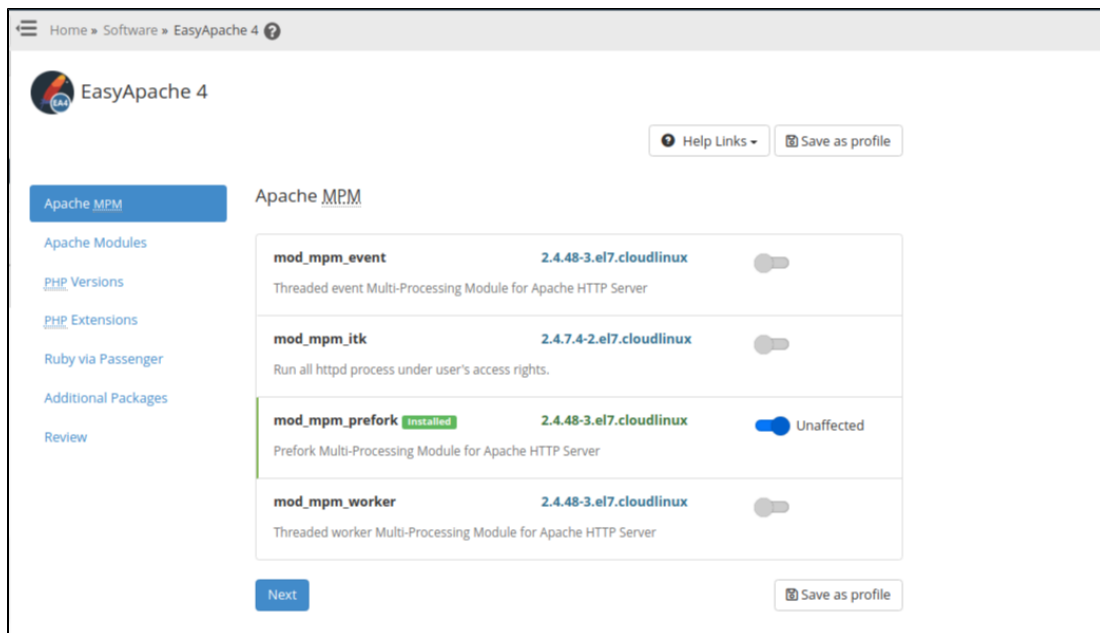 Home » Software » EasyApache 4 ?
EA4 EasyApache 4
? Help Links Save as profile
Apache MPM
Apache Modules
PHP Versions
PHP Extensions
Ruby via Passenger
Additional Packages
Review
Apache MPM
mod_mpm_event 2.4.48-3.el7.cloudlinux
Threaded event Multi-Processing Module for Apache HTTP Server
mod_mpm_itk 2.4.7.4-2.el7.cloudlinux
Run all httpd process under user's access rights.
mod_mpm_prefork Installed 2.4.48-3.el7.cloudlinux Unaffected
Prefork Multi-Processing Module for Apache HTTP Server
mod_mpm_worker 2.4.48-3.el7.cloudlinux
Threaded worker Multi-Processing Module for Apache HTTP Server
Next Save as profile